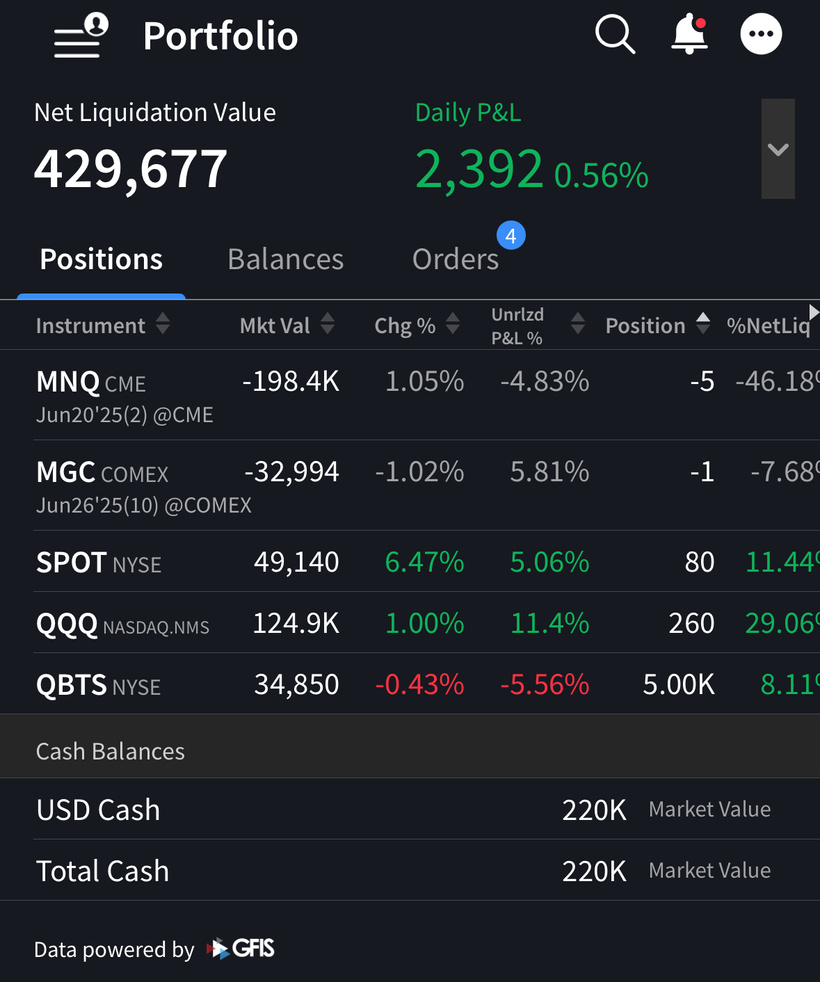 Portfolio
Net Liquidation Value Daily P&L
429,677 2,392 0.56%
Positions Balances Orders 4
Instrument Mkt Val Chg % Unrlzd P&L % Position %NetLiq
MNQ CME -198.4K 1.05% -4.83% -5 -46.18%
Jun20'25(2) @CME
MGC COMEX -32,994 -1.02% 5.81% -1 -7.68%
Jun26'25(10) @COMEX
SPOT NYSE 49,140 6.47% 5.06% 80 11.44%
QQQ NASDAQ.NMS 124.9K 1.00% 11.4% 260 29.06%
QBTS NYSE 34,850 -0.43% -5.56% 5.00K 8.11%
Cash Balances
USD Cash 220K Market Value
Total Cash 220K Market Value
Data powered by GFIS